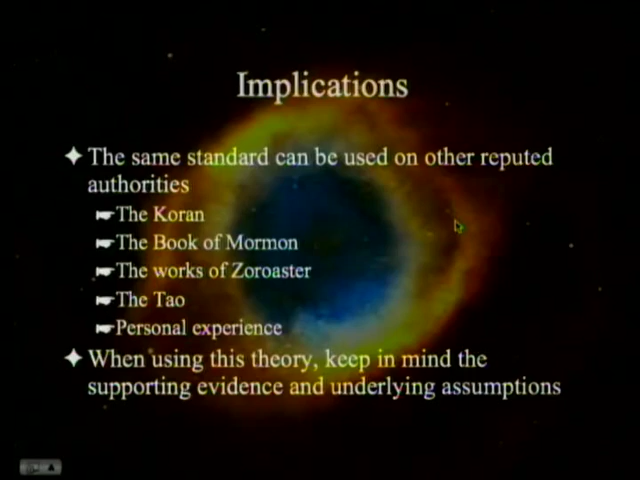 Implications
The same standard can be used on other reputed
authorities
The Koran
The Book of Mormon
The works of Zoroaster
The Tao
Personal experience
When using this theory, keep in mind the
supporting evidence and underlying assumptions